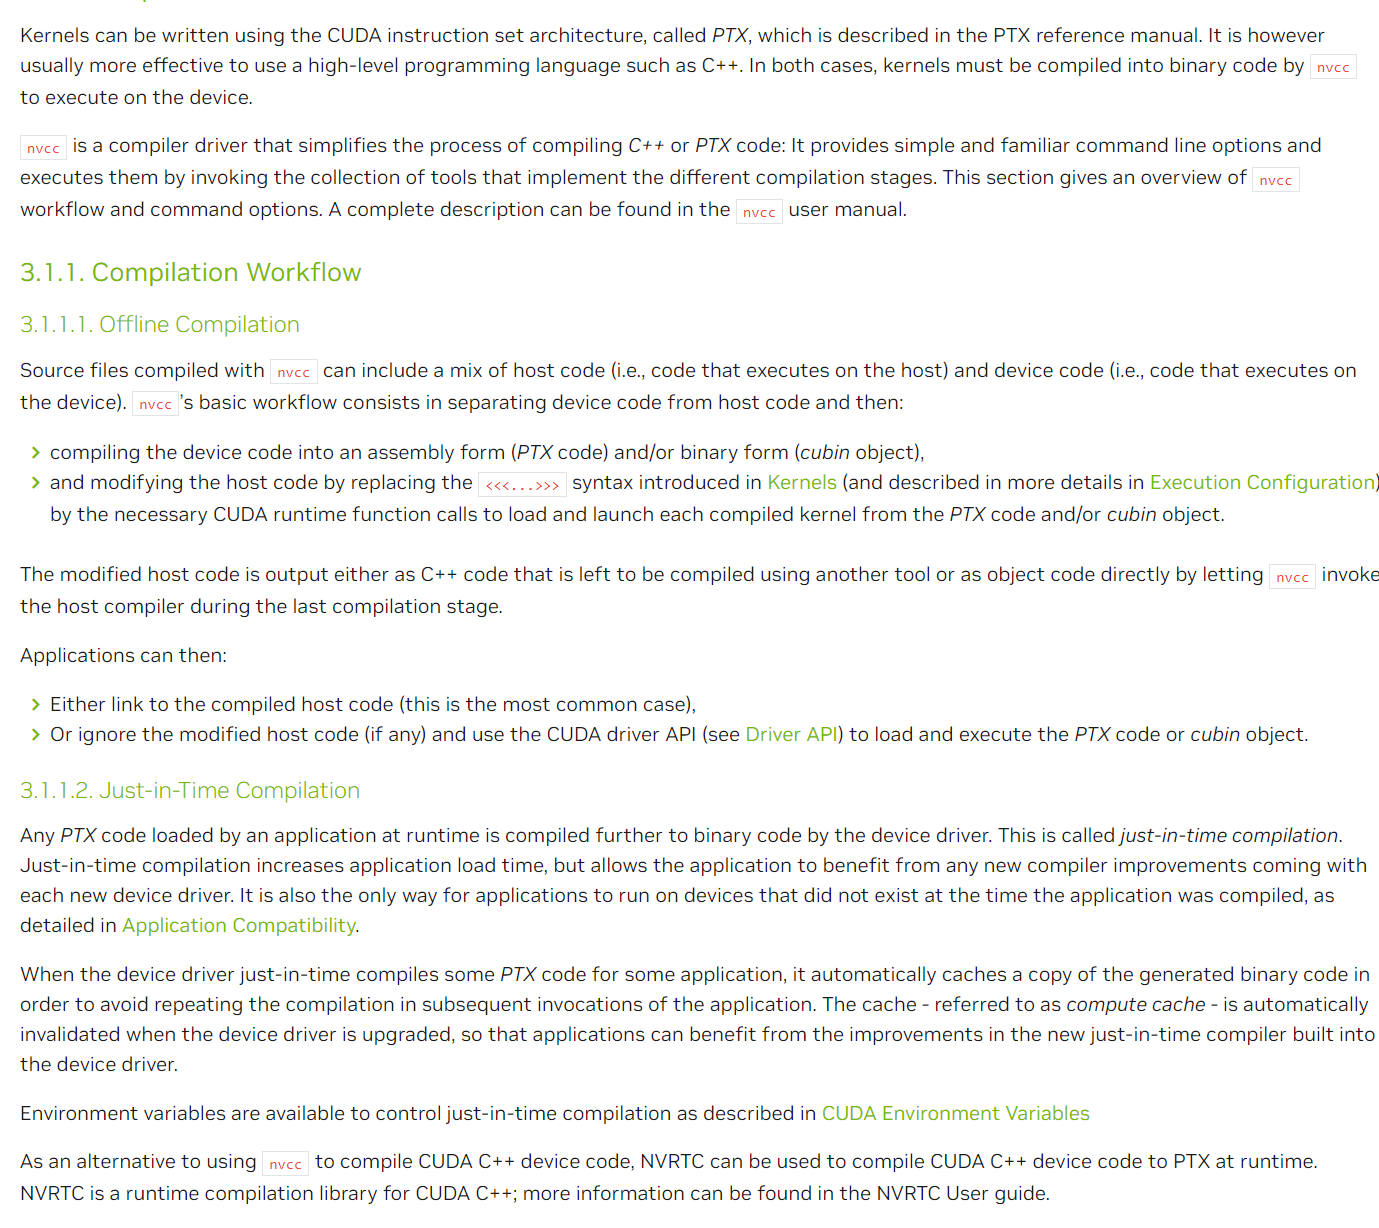 Kernels can be written using the CUDA instruction set architecture, called PTX, which is described in the PTX reference manual. It is however
usually more effective to use a high-level programming language such as C++. In both cases, kernels must be compiled into binary code by nvcc
to execute on the device.
nvcc is a compiler driver that simplifies the process of compiling C++ or PTX code: It provides simple and familiar command line options and
executes them by invoking the collection of tools that implement the different compilation stages. This section gives an overview of nvcc
workflow and command options. A complete description can be found in the nvcc user manual.
3.1.1. Compilation Workflow
3.1.1.1. Offline Compilation
Source files compiled with nvcc can include a mix of host code (i.e., code that executes on the host) and device code (i.e., code that executes on
the device). nvcc's basic workflow consists in separating device code from host code and then:
compiling the device code into an assembly form (PTX code) and/or binary form (cubin object),
and modifying the host code by replacing the <<<...>>> syntax introduced in Kernels (and described in more details in Execution Configuration)
by the necessary CUDA runtime function calls to load and launch each compiled kernel from the PTX code and/or cubin object.
The modified host code is output either as C++ code that is left to be compiled using another tool or as object code directly by letting nvcc invoke
the host compiler during the last compilation stage.
Applications can then:
Either link to the compiled host code (this is the most common case),
Or ignore the modified host code (if any) and use the CUDA driver API (see Driver API) to load and execute the PTX code or cubin object.
3.1.1.2. Just-in-Time Compilation
Any PTX code loaded by an application at runtime is compiled further to binary code by the device driver. This is called just-in-time compilation.
Just-in-time compilation increases application load time, but allows the application to benefit from any new compiler improvements coming with
each new device driver. It is also the only way for applications to run on devices that did not exist at the time the application was compiled, as
detailed in Application Compatibility.
When the device driver just-in-time compiles some PTX code for some application, it automatically caches a copy of the generated binary code in
order to avoid repeating the compilation in subsequent invocations of the application. The cache - referred to as compute cache - is automatically
invalidated when the device driver is upgraded, so that applications can benefit from the improvements in the new just-in-time compiler built into
the device driver.
Environment variables are available to control just-in-time compilation as described in CUDA Environment Variables
As an alternative to using nvcc to compile CUDA C++ device code, NVRTC can be used to compile CUDA C++ device code to PTX at runtime.
NVRTC is a runtime compilation library for CUDA C++; more information can be found in the NVRTC User guide.